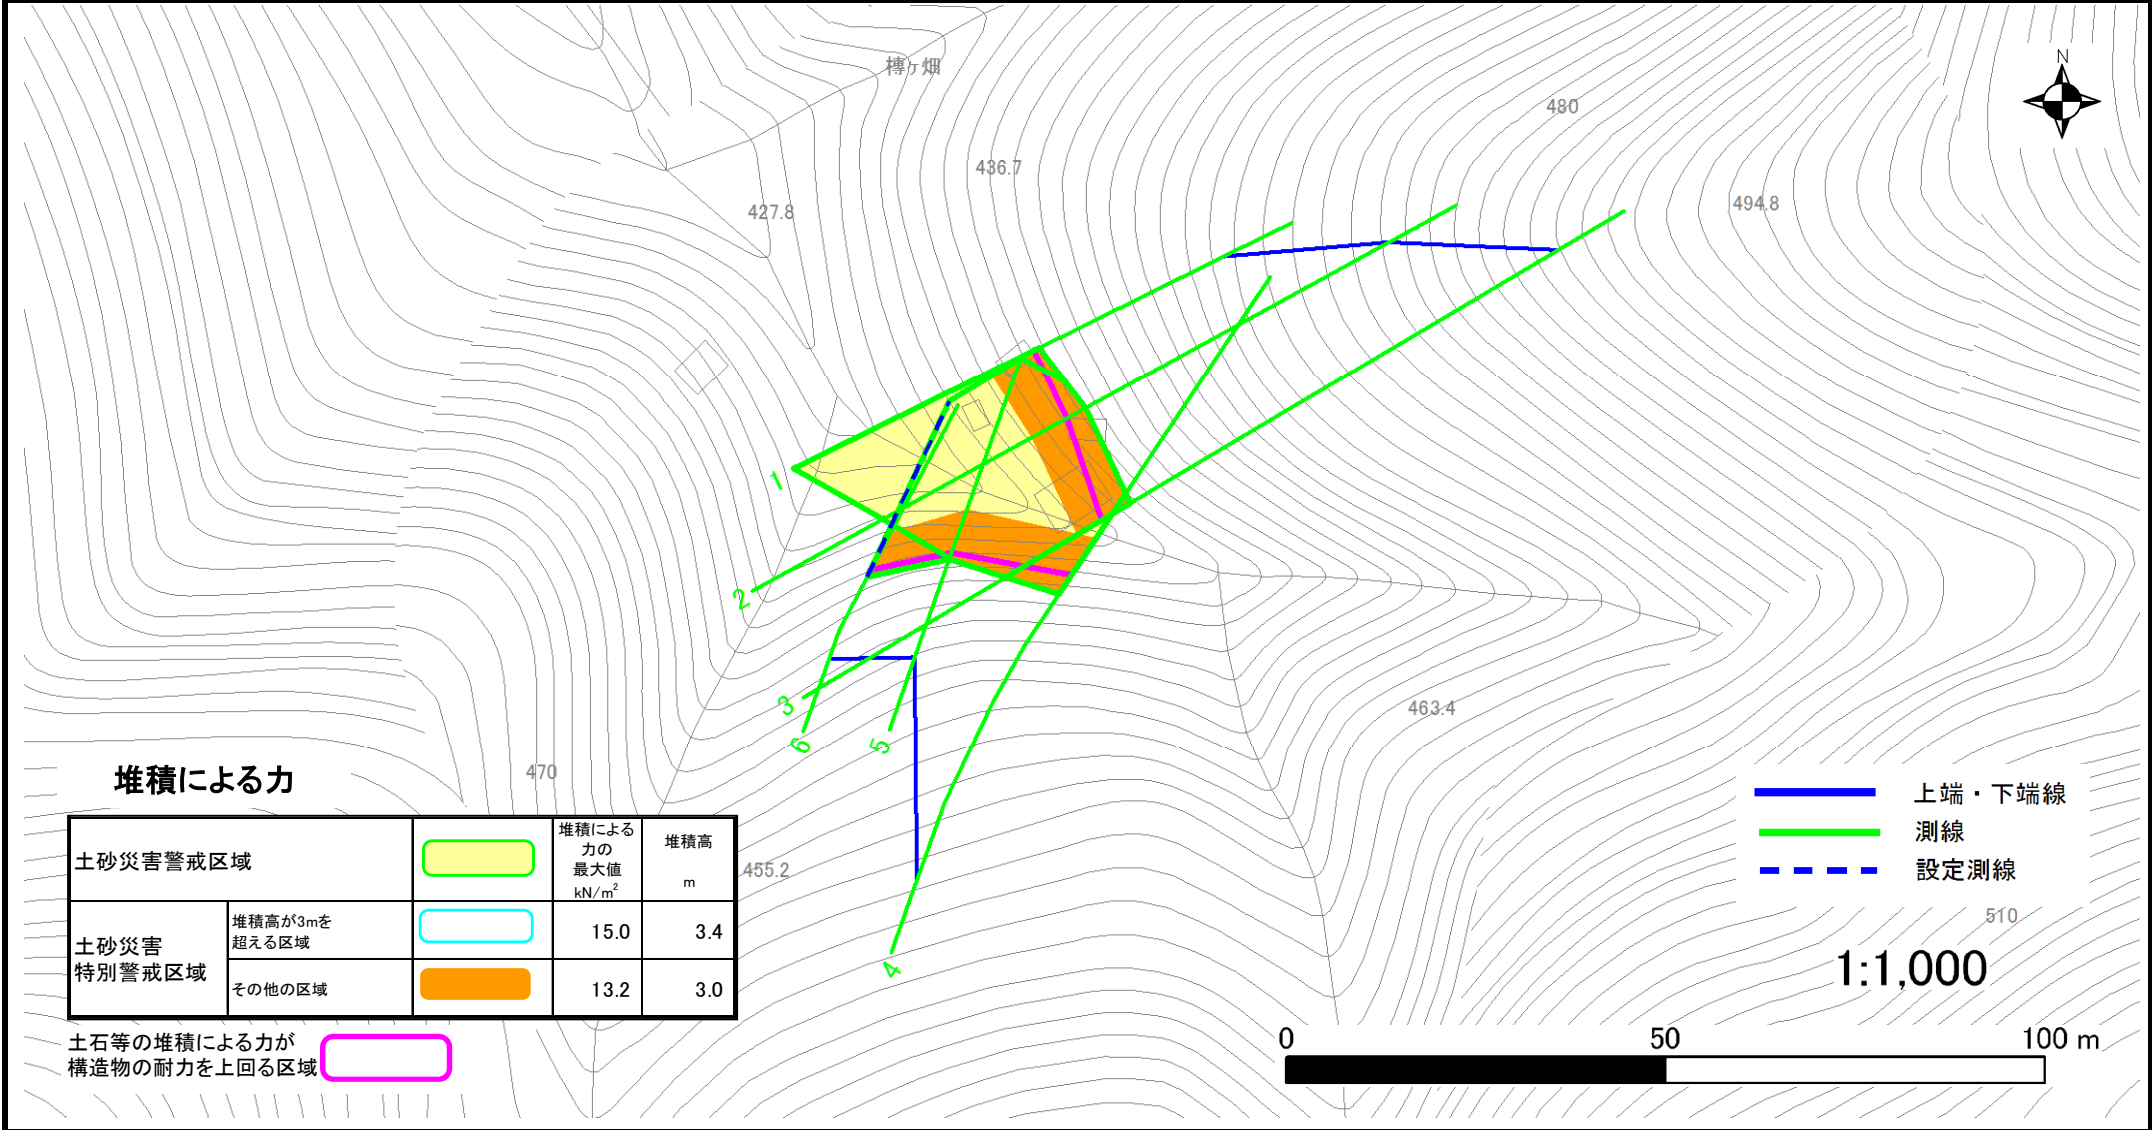 N
樽ヶ畑
480
436.7
494.8
427.8
1
2
3
6
5
4
463.4
470
455.2
510
堆積による力
堆積による
力の
最大値
kN/m²
堆積高
m
土砂災害警戒区域
土砂災害
特別警戒区域
堆積高が3mを
超える区域
15.0
3.4
その他の区域
13.2
3.0
土石等の堆積による力が
構造物の耐力を上回る区域
上端・下端線
測線
設定測線
1:1,000
0
50
100 m